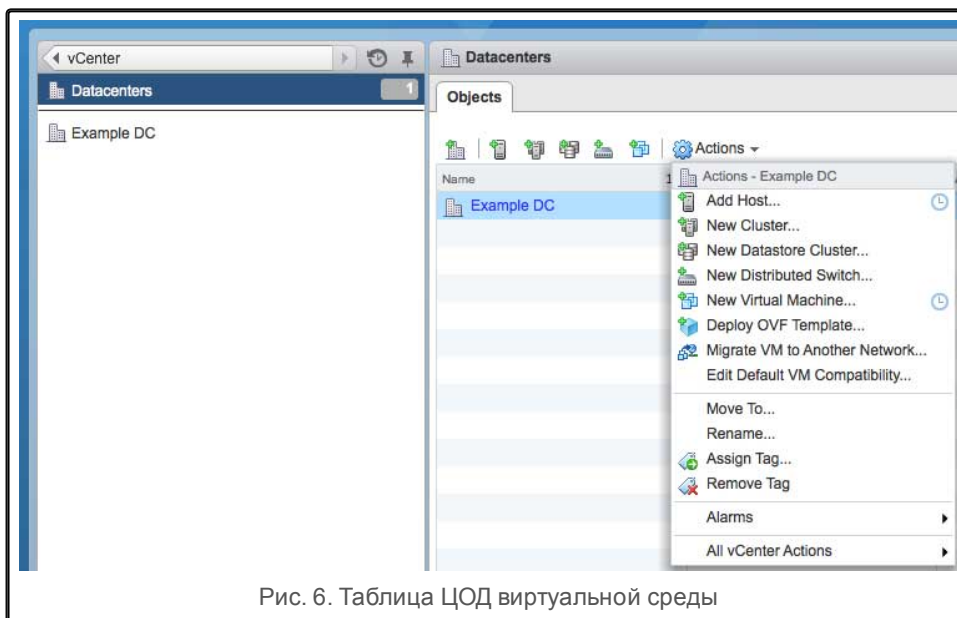 vCenter
Datacenters 1
Example DC
Datacenters
Objects
Actions
Name 1
Example DC
Actions - Example DC
Add Host...
New Cluster...
New Datastore Cluster...
New Distributed Switch...
New Virtual Machine...
Deploy OVF Template...
Migrate VM to Another Network...
Edit Default VM Compatibility...
Move To...
Rename...
Assign Tag...
Remove Tag
Alarms
All vCenter Actions
Рис. 6. Таблица ЦОД виртуальной среды